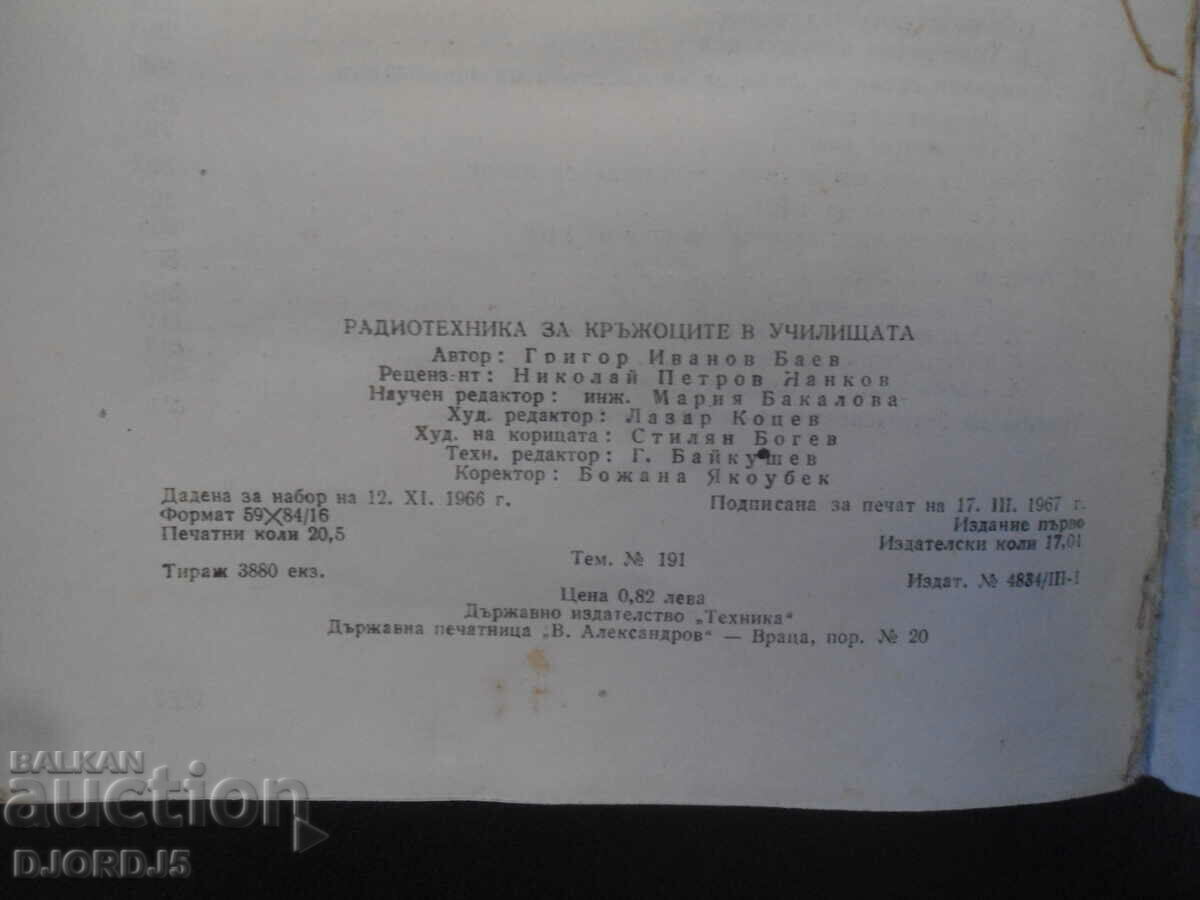 РАДИОТЕХНИКА ЗА КРЪЖОЦИТЕ В УЧИЛИЩАТА
Автор: Григор Иванов Баев
Рецензент: Николай Петров Нанков
Научен редактор: инж. Мария Бакалова
Худ. редактор: Лазар Коцев
Худ. на корицата: Стилян Богев
Техн. редактор: Г. Байкушев
Коректор: Божана Якоубек
Дадена за набор на 12. XI. 1966 г. Подписана за печат на 17. III. 1967 г.
Формат 59×84/16 Издание първо
Печатни коли 20,5 Издателски коли 17,01
Тем. № 191
Тираж 3880 екз. Издат. № 4834/III-1
Цена 0,82 лева
Държавно издателство „Техника“
Държавна печатница „В. Александров“ — Враца, пор. № 20
BALKAN
auction
DJORDJ5